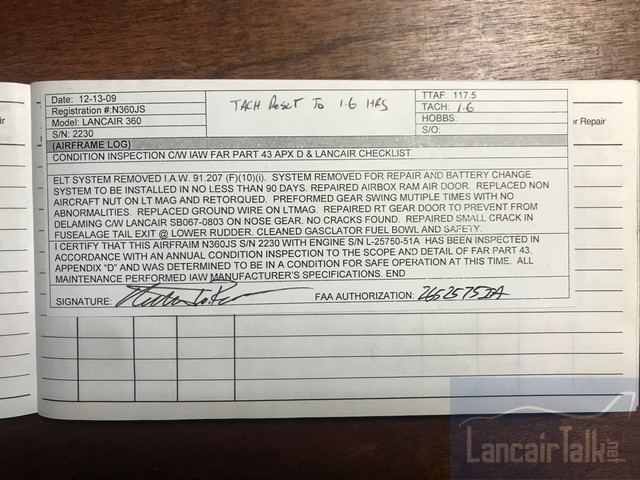 Date: 12-13-09
Registration #:N360JS
Model: LANCAIR 360
S/N: 2230
TACH RESET TO 1.6 HRS
TTAF: 117.5
TACH: 1.6
HOBBS:
S/O:
(AIRFRAME LOG)
CONDITION INSPECTION C/W IAW FAR PART 43 APX D & LANCAIR CHECKLIST.
ELT SYSTEM REMOVED I.A.W. 91.207 (F)(10)(i). SYSTEM REMOVED FOR REPAIR AND BATTERY CHANGE.
SYSTEM TO BE INSTALLED IN NO LESS THAN 90 DAYS. REPAIRED AIRBOX RAM AIR DOOR. REPLACED NON
AIRCRAFT NUT ON LT MAG AND RETORQUED. PREFORMED GEAR SWING MUTIPLE TIMES WITH NO
ABNORMALITIES. REPLACED GROUND WIRE ON LTMAG. REPAIRED RT GEAR DOOR TO PREVENT FROM
DELAMING C/W LANCAIR SB067-0803 ON NOSE GEAR. NO CRACKS FOUND. REPAIRED SMALL CRACK IN
FUSEALAGE TAIL EXIT @ LOWER RUDDER. CLEANED GASCLATOR FUEL BOWL AND SAFETY.
I CERTIFY THAT THIS AIRFRAIM N360JS S/N 2230 WITH ENGINE S/N L-25750-51A HAS BEEN INSPECTED IN
ACCORDANCE WITH AN ANNUAL CONDITION INSPECTION TO THE SCOPE AND DETAIL OF FAR PART 43,
APPENDIX "D" AND WAS DETERMINED TO BE IN A CONDITION FOR SAFE OPERATION AT THIS TIME. ALL
MAINTENANCE PERFORMED IAW MANUFACTURER'S SPECIFICATIONS. END
SIGNATURE:
FAA AUTHORIZATION:
ir
r Repair
LancairTalk.net